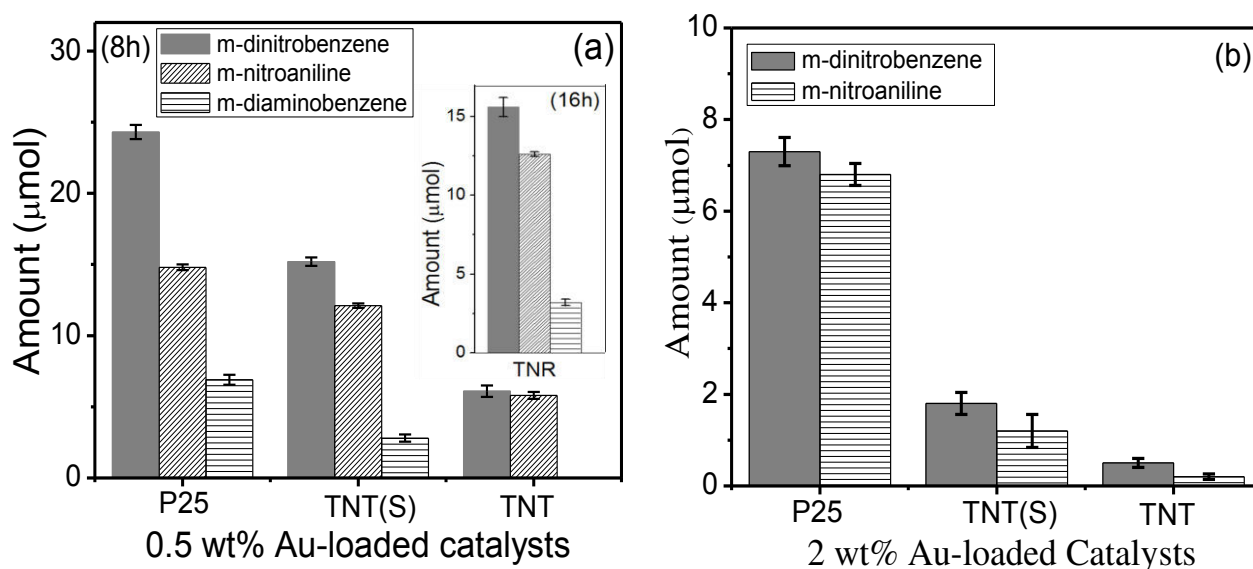 (8h)
m-dinitrobenzene
m-nitroaniline
m-diaminobenzene
(a)
30
20
10
0
Amount (μmol)
P25
TNT(S)
TNT
0.5 wt% Au-loaded catalysts
(16h)
15
10
5
0
Amount (μmol)
TNR
(b)
m-dinitrobenzene
m-nitroaniline
10
8
6
4
2
0
Amount (μmol)
P25
TNT(S)
TNT
2 wt% Au-loaded Catalysts